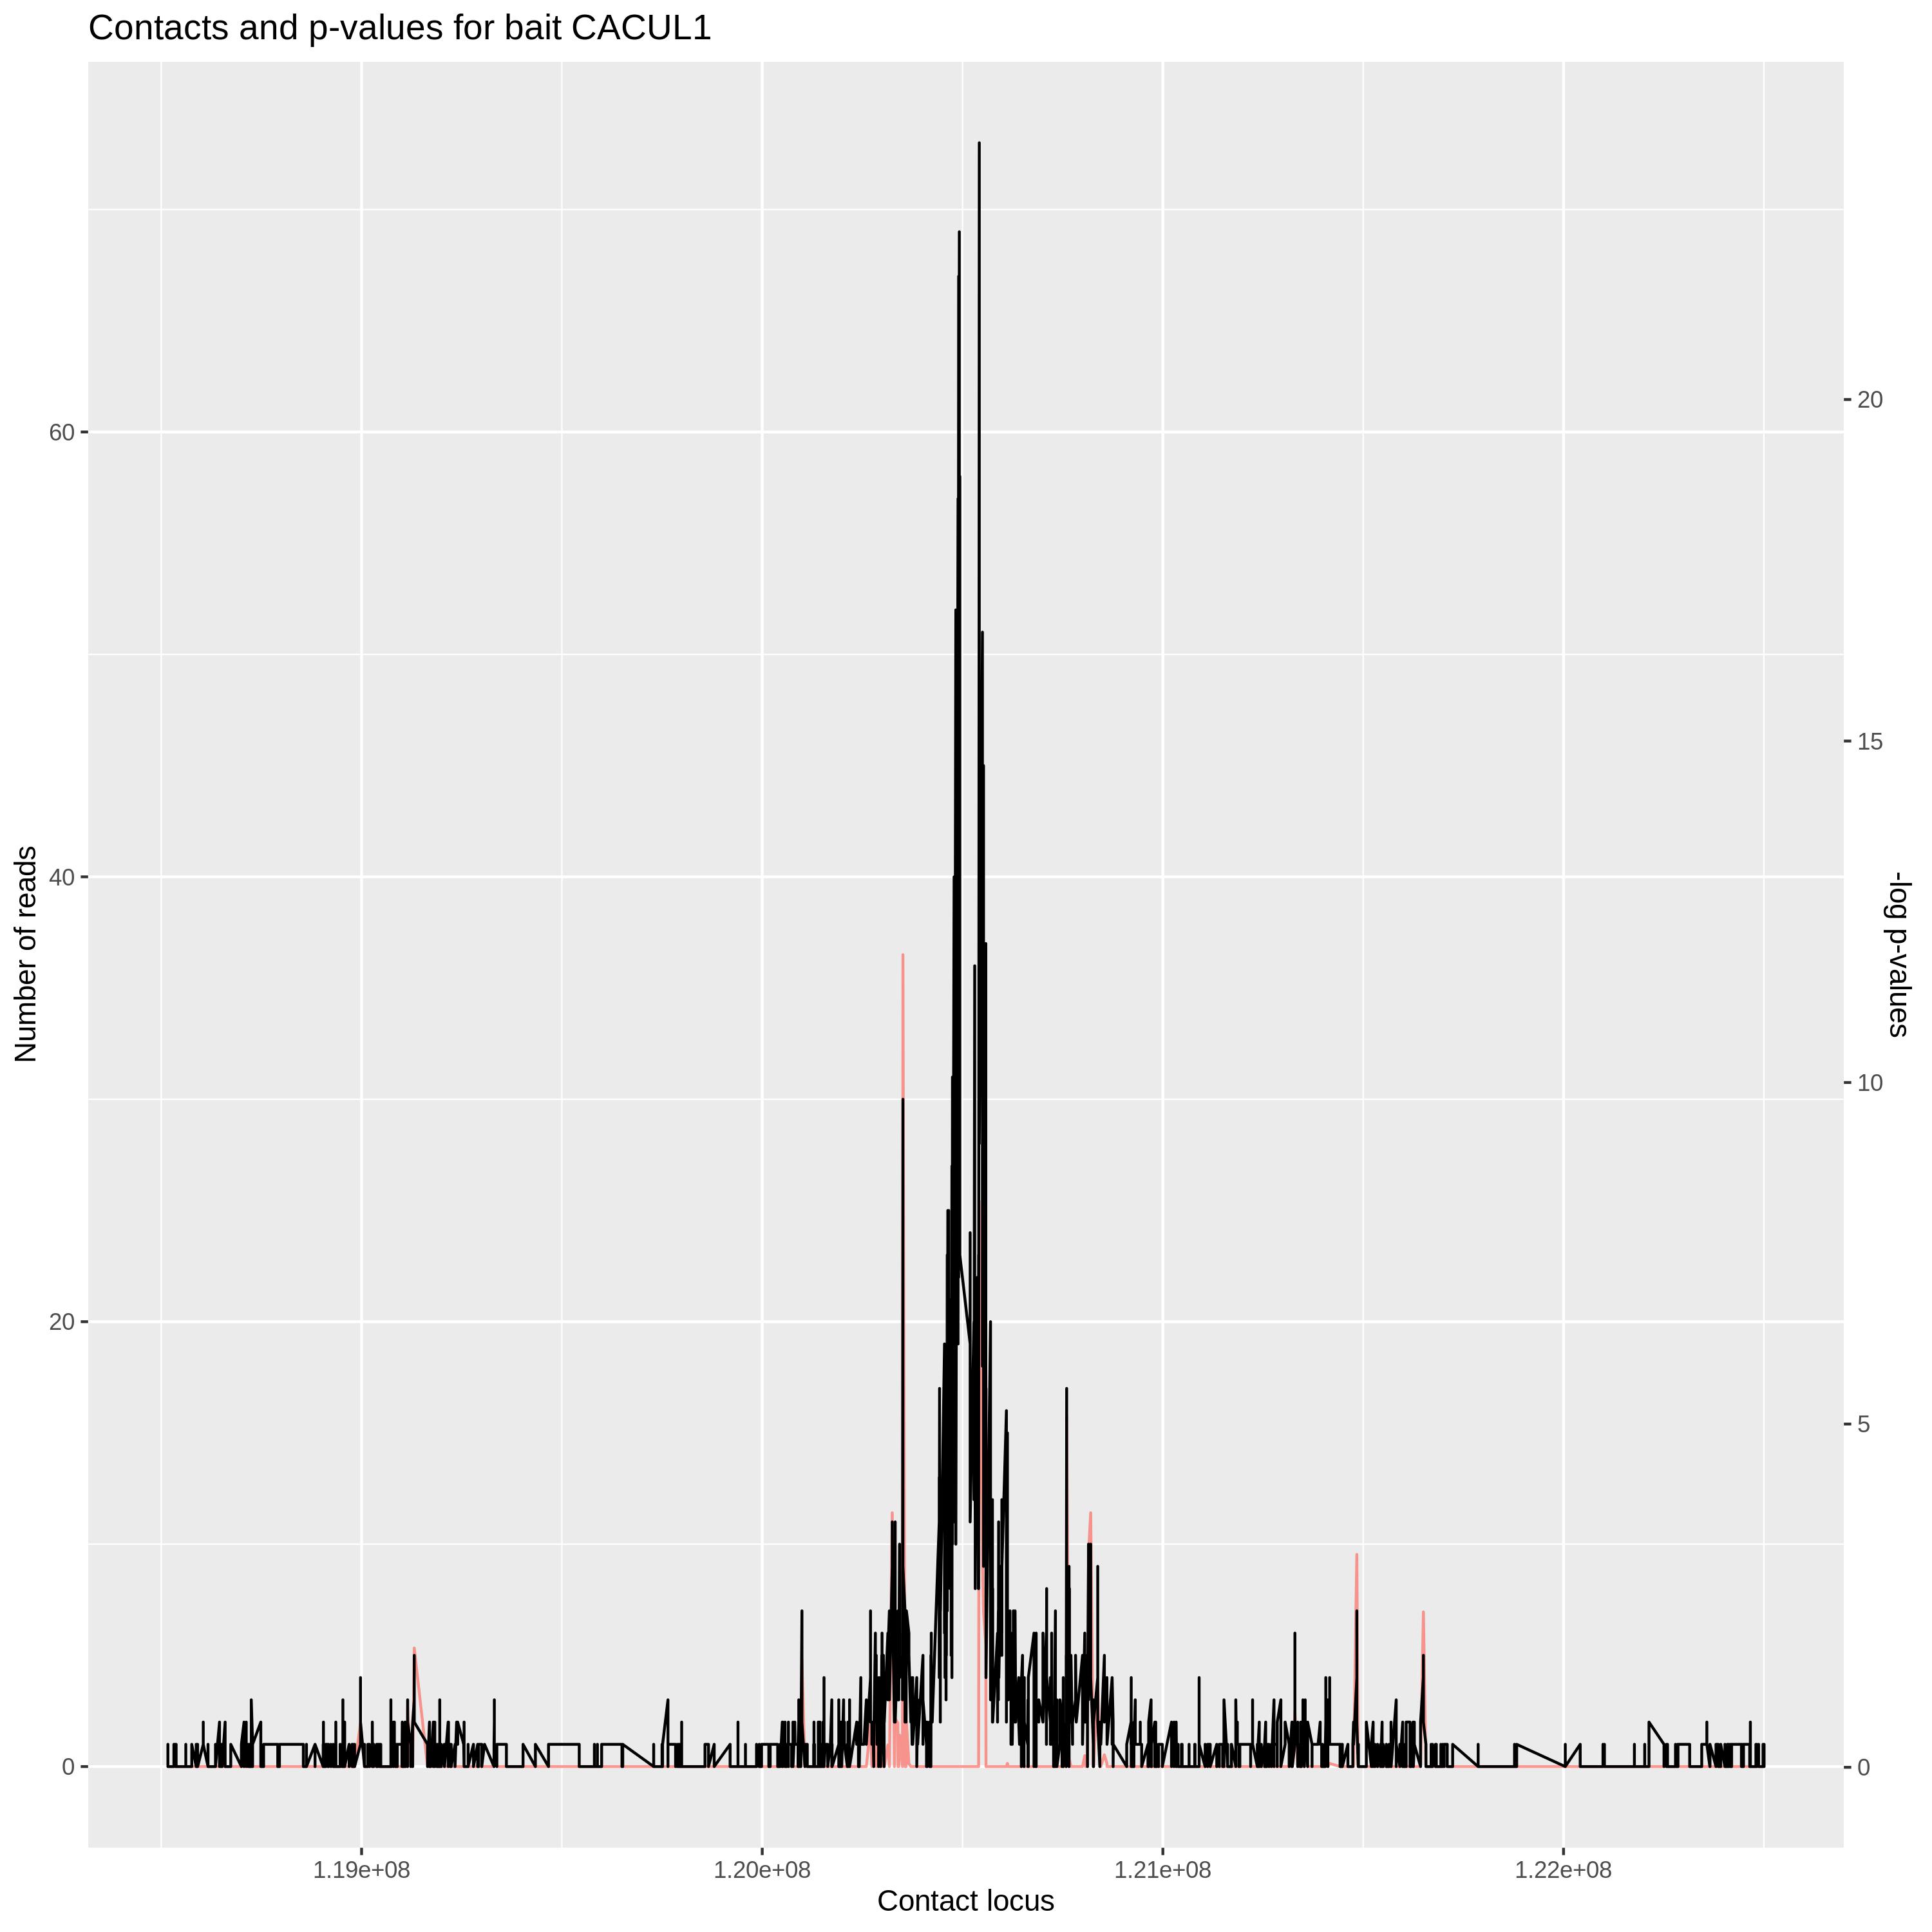 Contacts and p-values for bait CACUL1
Number of reads
60
40
20
0
20
15
10
5
0
-log p-values
1.19e+08
1.20e+08
1.21e+08
1.22e+08
Contact locus